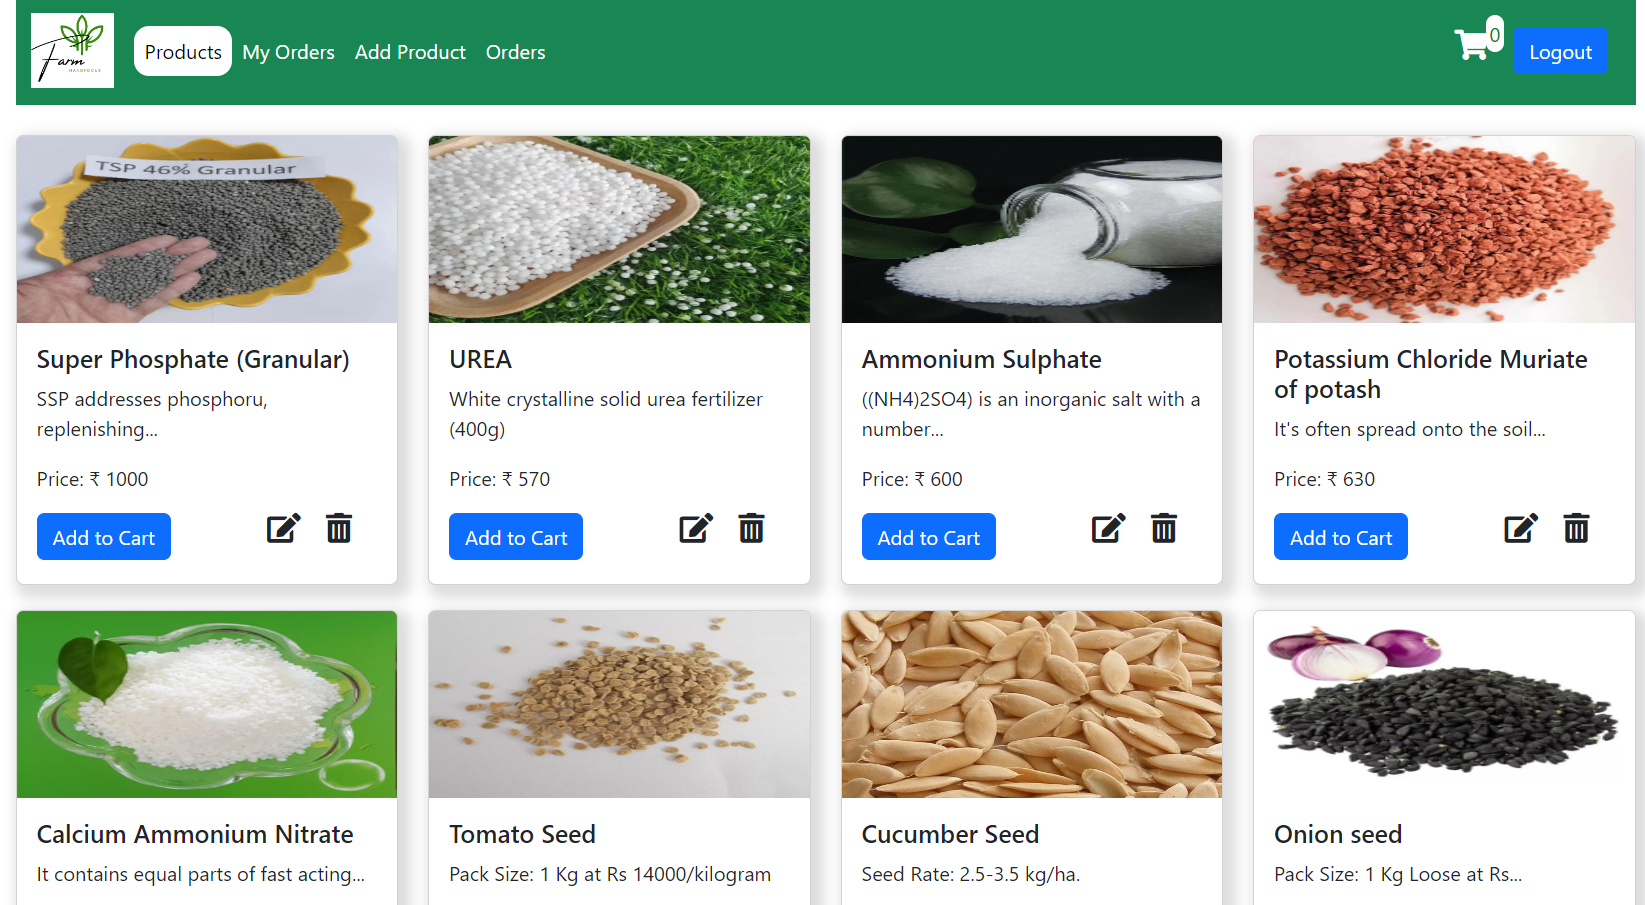 Farm
Products
My Orders
Add Product
Orders
0
Logout
TSP 46% Granular
Super Phosphate (Granular)
SSP addresses phosphoru,
replenishing...
Price: ₹ 1000
Add to Cart
UREA
White crystalline solid urea fertilizer
(400g)
Price: ₹ 570
Add to Cart
Ammonium Sulphate
((NH4)2SO4) is an inorganic salt with a
number...
Price: ₹ 600
Add to Cart
Potassium Chloride Muriate
of potash
It's often spread onto the soil...
Price: ₹ 630
Add to Cart
Calcium Ammonium Nitrate
It contains equal parts of fast acting...
Tomato Seed
Pack Size: 1 Kg at Rs 14000/kilogram
Cucumber Seed
Seed Rate: 2.5-3.5 kg/ha.
Onion seed
Pack Size: 1 Kg Loose at Rs...